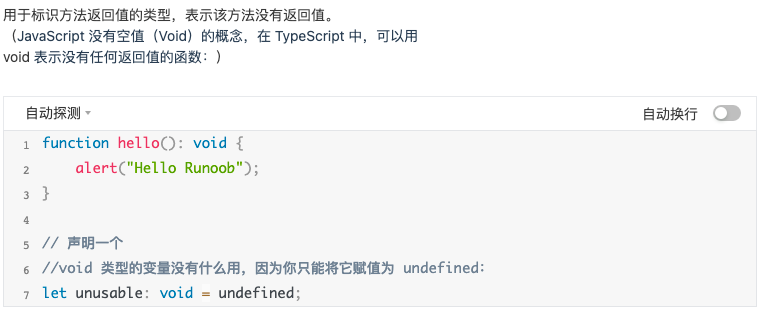 用于标识方法返回值的类型，表示该方法没有返回值。
（JavaScript 没有空值（Void）的概念，在 TypeScript 中，可以用
void 表示没有任何返回值的函数：）
自动探测 自动换行
1 function hello(): void {
2     alert("Hello Runoob");
3 }
4
5 // 声明一个
6 //void 类型的变量没有什么用，因为你只能将它赋值为 undefined：
7 let unusable: void = undefined;